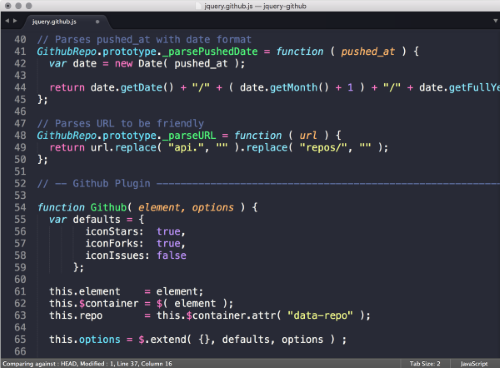 jquery.github.js — jquery-github
jquery.github.js
40 // Parses pushed_at with date format
41 GithubRepo.prototype._parsePushedDate = function ( pushed_at ) {
42 var date = new Date( pushed_at );
43
44 return date.getDate() + "/" + ( date.getMonth() + 1 ) + "/" + date.getFullYe
45 };
46
47 // Parses URL to be friendly
48 GithubRepo.prototype._parseURL = function ( url ) {
49 return url.replace( "api.", "" ).replace( "repos/", "" );
50 };
51
52 // -- Github Plugin ------------------------------------------------------
53
54 function Github( element, options ) {
55 var defaults = {
56 iconStars: true,
57 iconForks: true,
58 iconIssues: false
59 };
60
61 this.element = element;
62 this.$container = $( element );
63 this.repo = this.$container.attr( "data-repo" );
64
65 this.options = $.extend( {}, defaults, options ) ;
66
Comparing against : HEAD, Modified : 1, Line 37, Column 16 Tab Size: 2 JavaScript